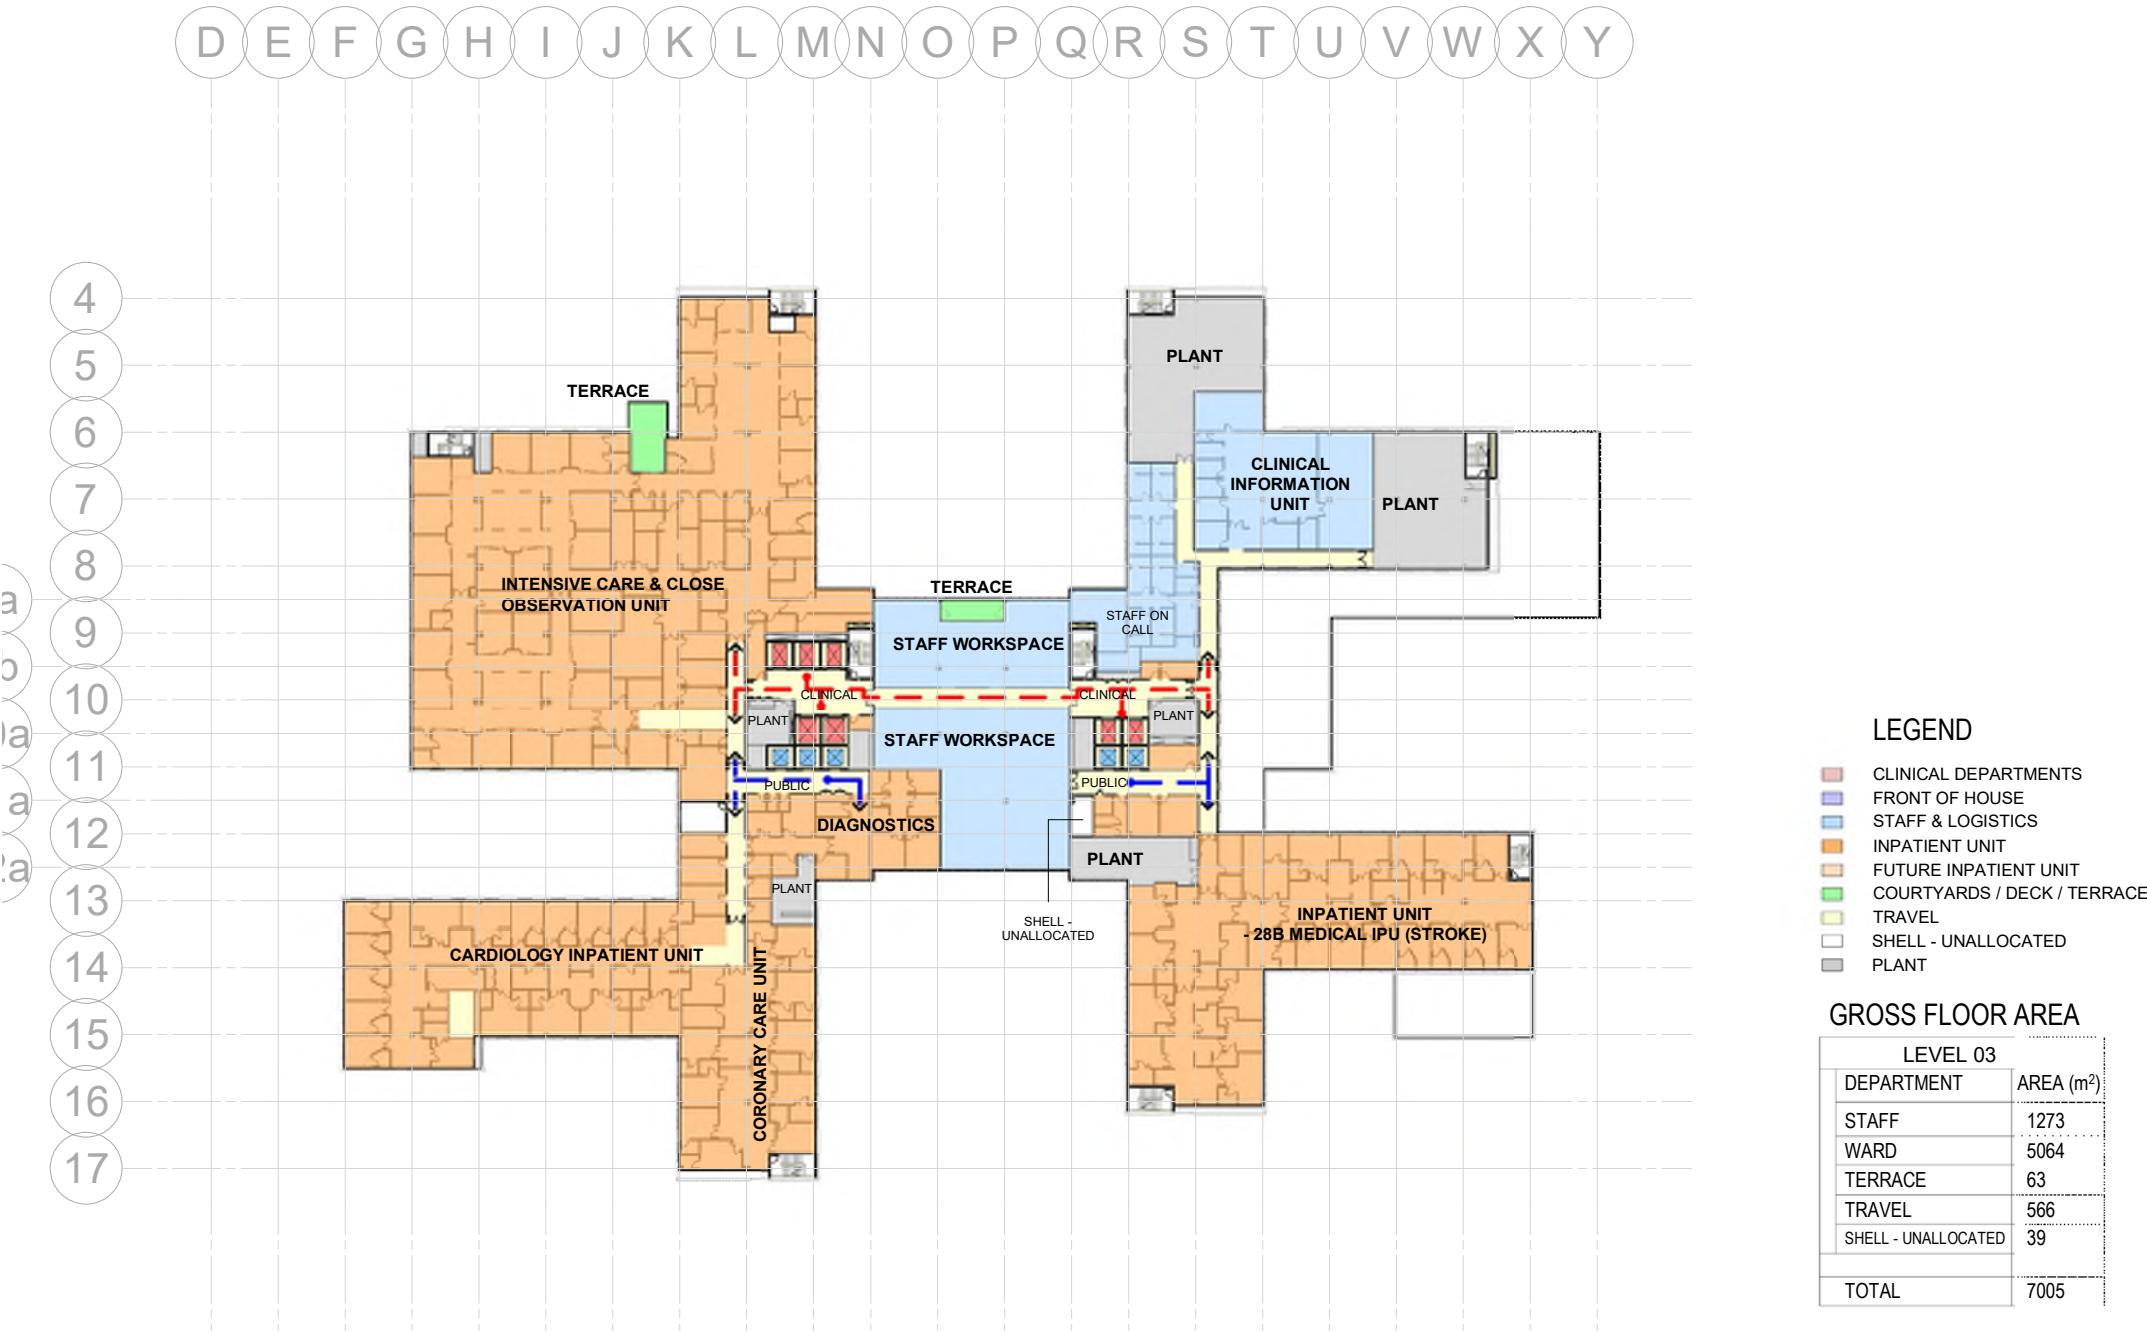 D E F G H I J K L M N O P Q R S T U V W X Y
4
5
6
7
8
9
10
11
12
13
14
15
16
17
a
b
a
a
a
PLANT
TERRACE
CLINICAL
INFORMATION
UNIT
PLANT
INTENSIVE CARE & CLOSE
OBSERVATION UNIT
TERRACE
STAFF ON
CALL
STAFF WORKSPACE
CLINICAL
CLINICAL
PLANT
PLANT
STAFF WORKSPACE
PUBLIC
PUBLIC
DIAGNOSTICS
PLANT
PLANT
SHELL -
UNALLOCATED
INPATIENT UNIT
- 28B MEDICAL IPU (STROKE)
CARDIOLOGY INPATIENT UNIT
CORONARY CARE UNIT
LEGEND
CLINICAL DEPARTMENTS
FRONT OF HOUSE
STAFF & LOGISTICS
INPATIENT UNIT
FUTURE INPATIENT UNIT
COURTYARDS / DECK / TERRACE
TRAVEL
SHELL - UNALLOCATED
PLANT
GROSS FLOOR AREA
LEVEL 03
DEPARTMENT AREA (m²)
STAFF 1273
WARD 5064
TERRACE 63
TRAVEL 566
SHELL - UNALLOCATED 39
TOTAL 7005